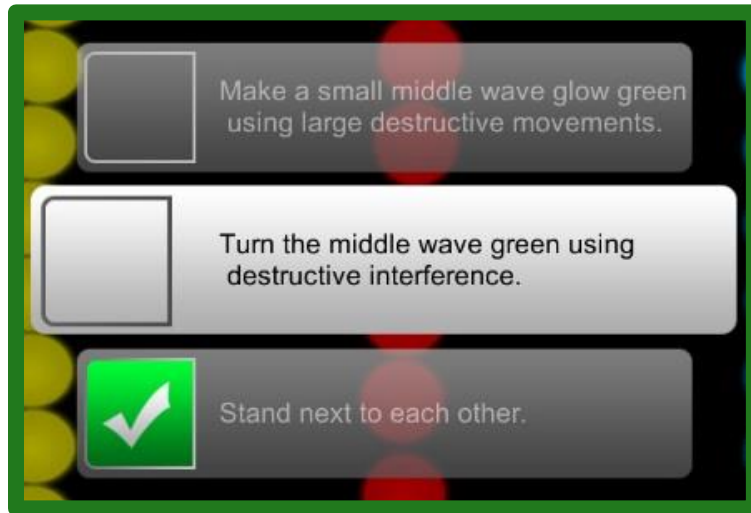 Make a small middle wave glow green
using large destructive movements.
Turn the middle wave green using
destructive interference.
Stand next to each other.